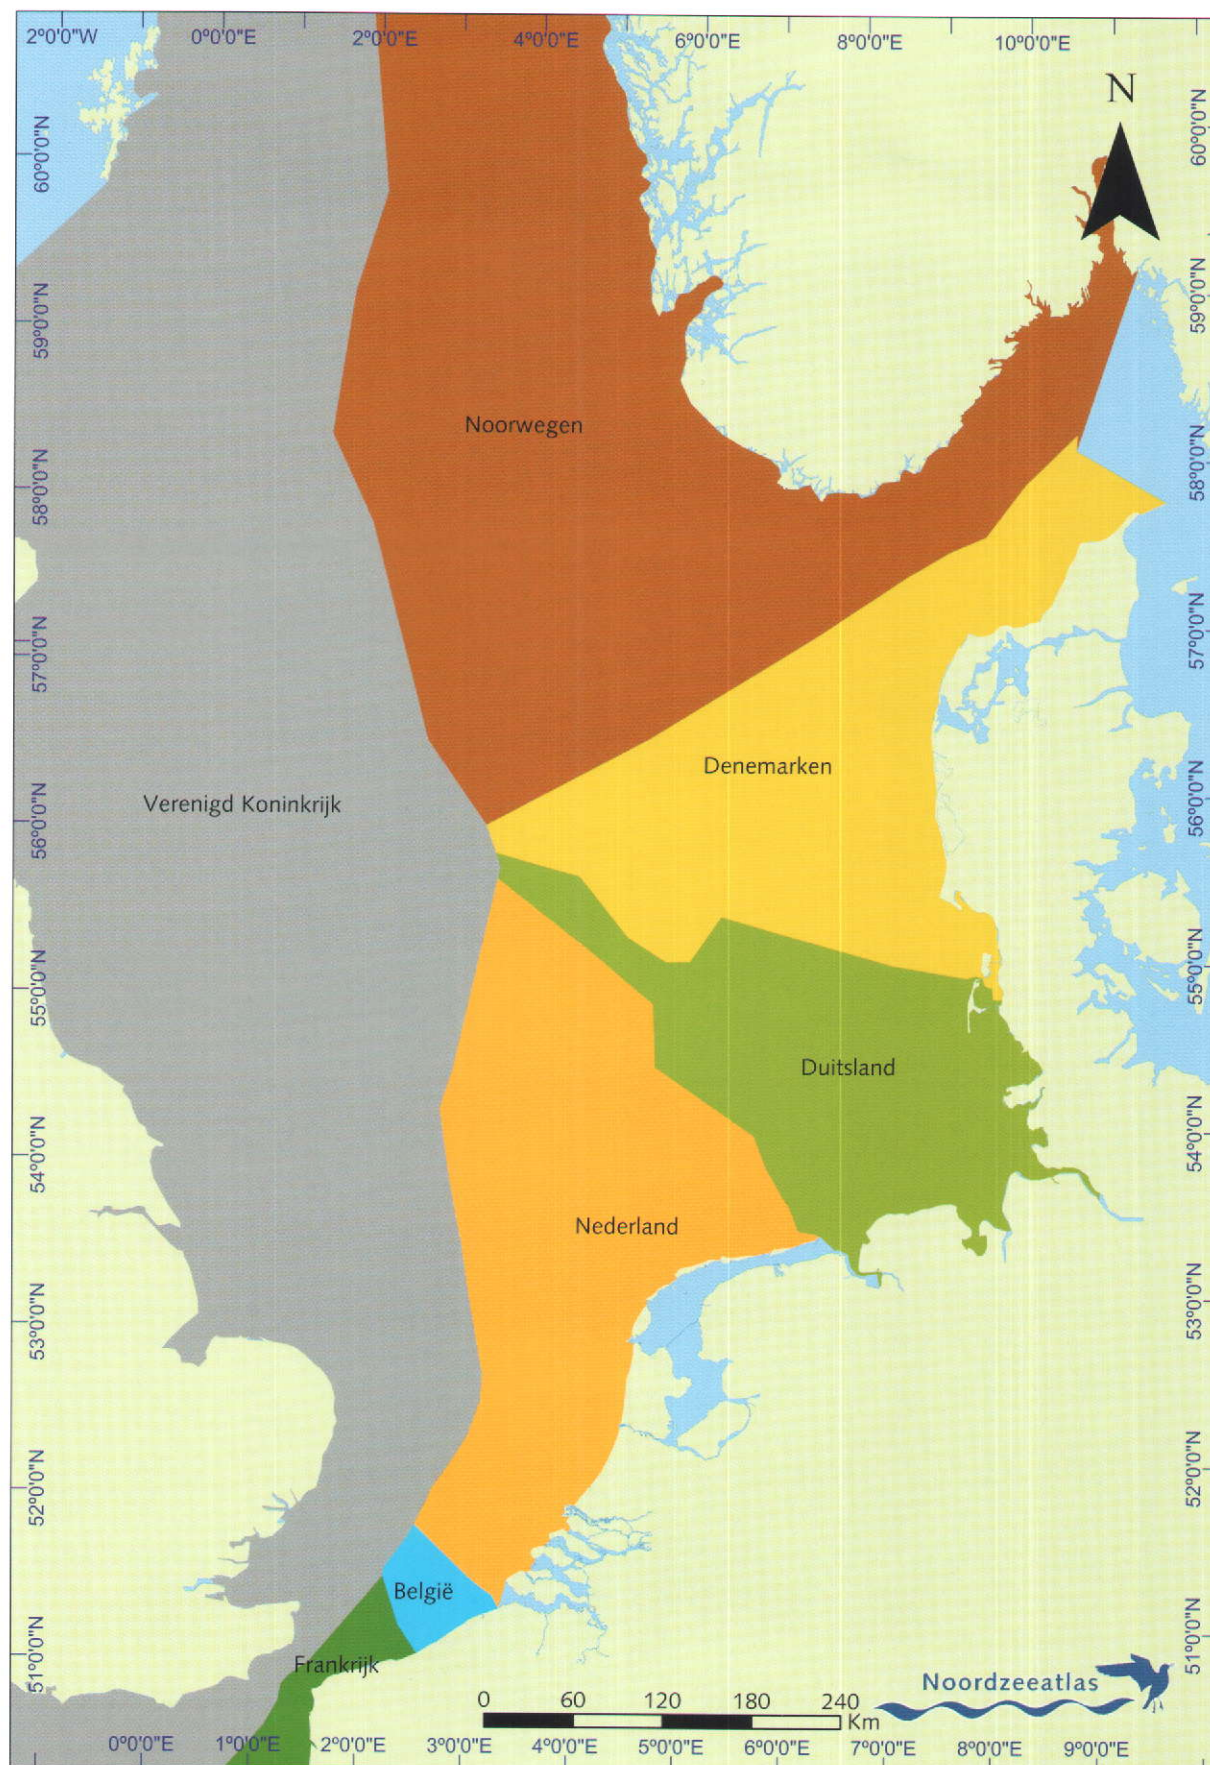 2°0'0"W 0°0'0"E 2°0'0"E 4°0'0"E 6°0'0"E 8°0'0"E 10°0'0"E
N
60°0'0"N
60°0'0"N
59°0'0"N
59°0'0"N
Noorwegen
58°0'0"N
58°0'0"N
57°0'0"N
57°0'0"N
Denemarken
Verenigd Koninkrijk
56°0'0"N
56°0'0"N
55°0'0"N
55°0'0"N
Duitsland
54°0'0"N
54°0'0"N
Nederland
53°0'0"N
53°0'0"N
52°0'0"N
52°0'0"N
België
51°0'0"N
51°0'0"N
Frankrijk
Noordzeeatlas
0 60 120 180 240
Km
0°0'0"E 1°0'0"E 2°0'0"E 3°0'0"E 4°0'0"E 5°0'0"E 6°0'0"E 7°0'0"E 8°0'0"E 9°0'0"E